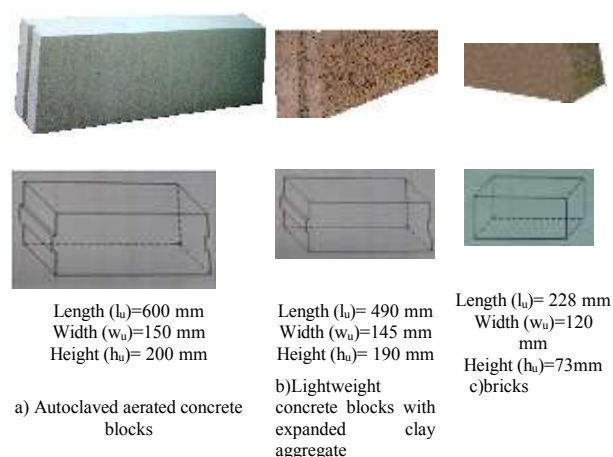 Length (lu)=600 mm
Width (wu)=150 mm
Height (hu)= 200 mm
a) Autoclaved aerated concrete
blocks
Length (lu)= 490 mm
Width (wu)=145 mm
Height (hu)= 190 mm
b)Lightweight
concrete blocks with
expanded clay
aggregate
Length (lu)= 228 mm
Width (wu)=120
mm
Height (hu)=73mm
c)bricks